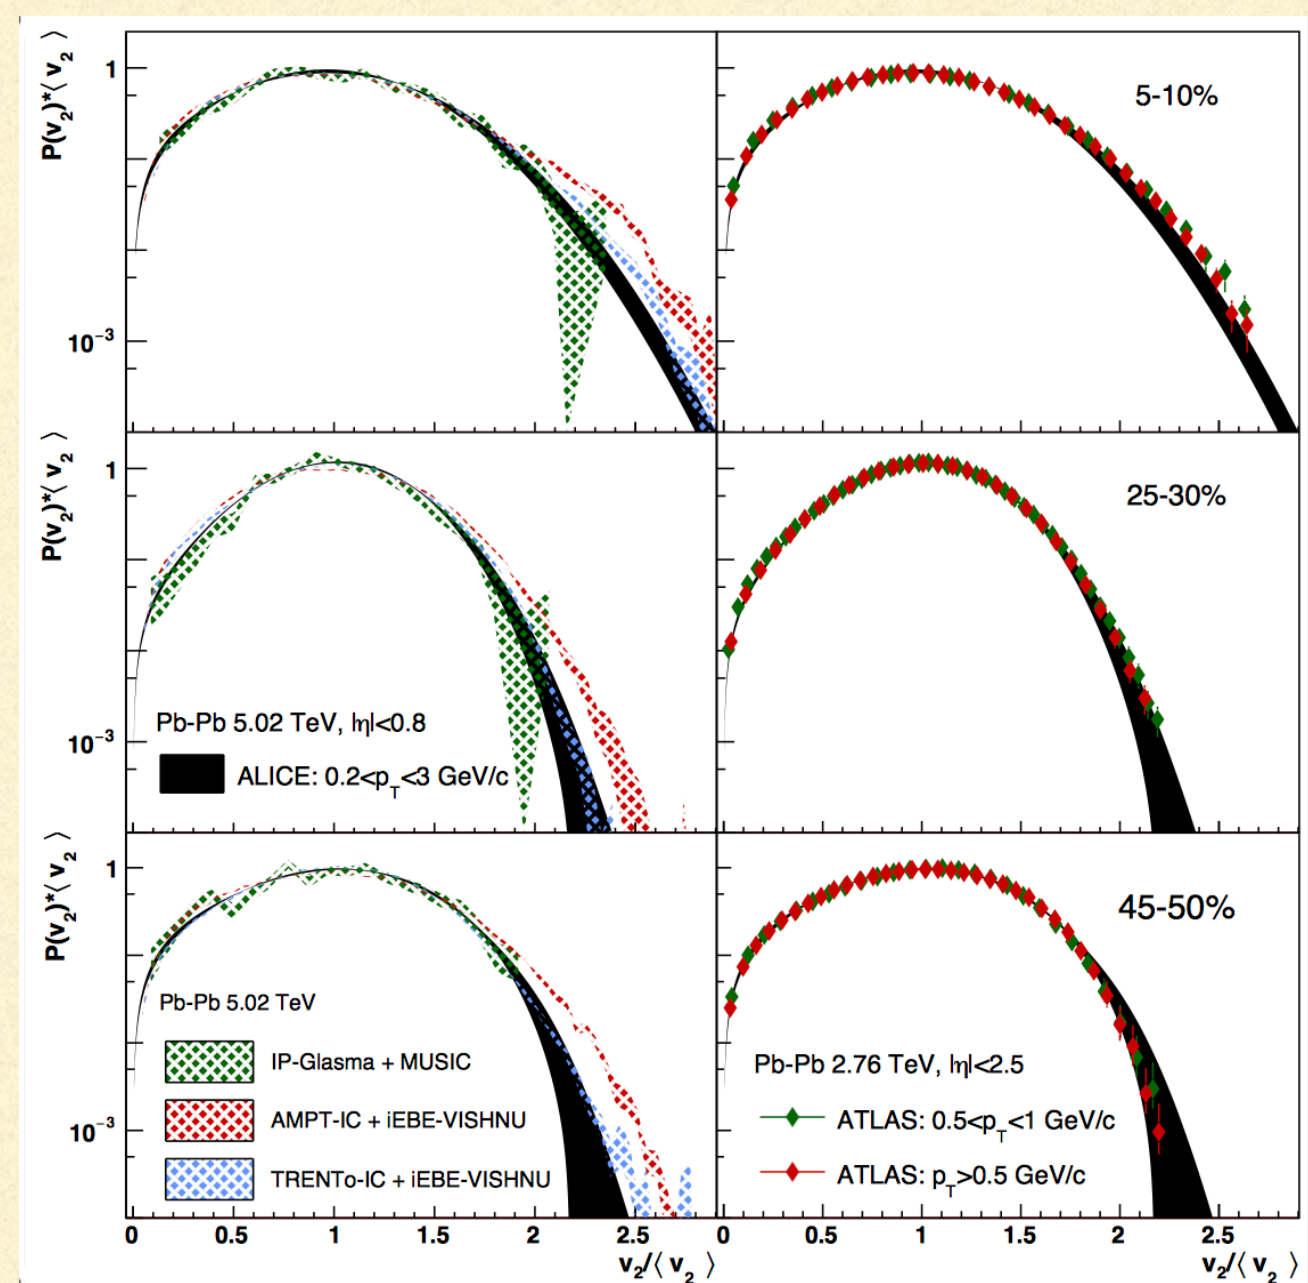 P(v₂)*⟨ v₂ ⟩
1
10⁻³
5-10%
P(v₂)*⟨ v₂ ⟩
1
10⁻³
Pb-Pb 5.02 TeV, |η|<0.8
ALICE: 0.2<p_T<3 GeV/c
25-30%
P(v₂)*⟨ v₂ ⟩
1
10⁻³
Pb-Pb 5.02 TeV
IP-Glasma + MUSIC
AMPT-IC + iEBE-VISHNU
TRENTo-IC + iEBE-VISHNU
45-50%
Pb-Pb 2.76 TeV, |η|<2.5
ATLAS: 0.5<p_T<1 GeV/c
ATLAS: p_T>0.5 GeV/c
0 0.5 1 1.5 2 2.5
0 0.5 1 1.5 2 2.5
v₂/⟨ v₂ ⟩
v₂/⟨ v₂ ⟩